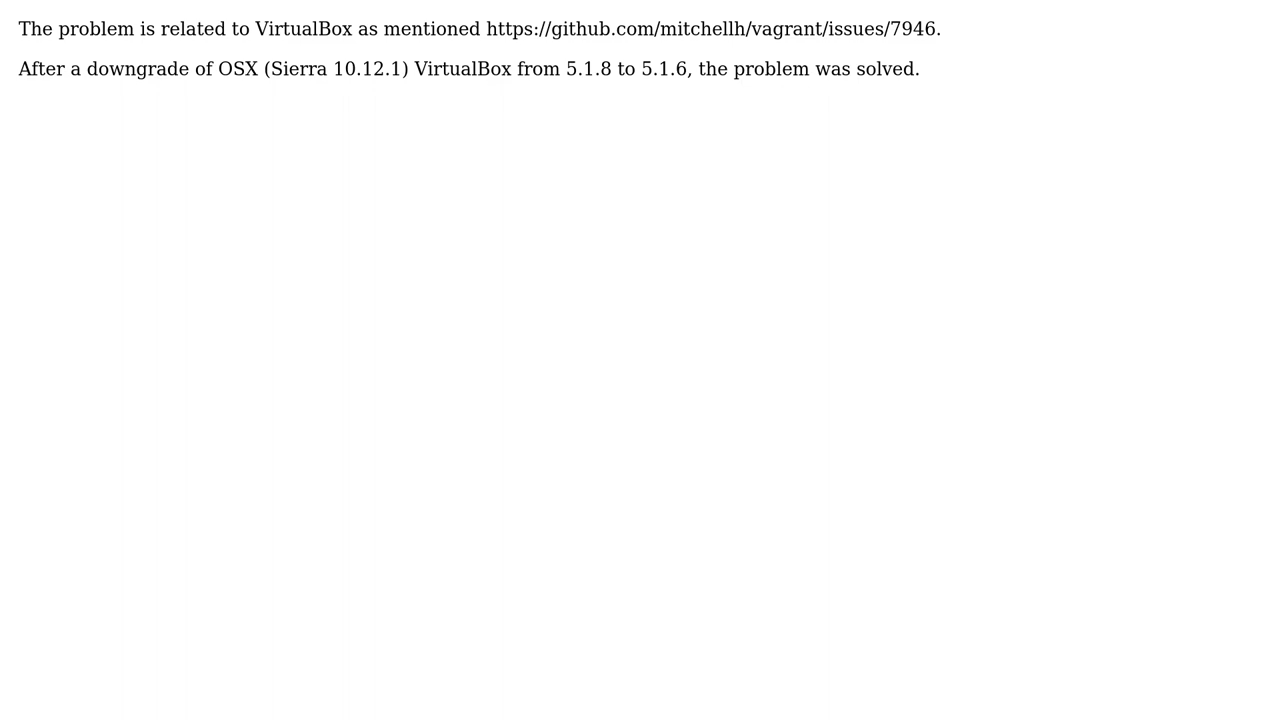 The problem is related to VirtualBox as mentioned https://github.com/mitchellh/vagrant/issues/7946.
After a downgrade of OSX (Sierra 10.12.1) VirtualBox from 5.1.8 to 5.1.6, the problem was solved.